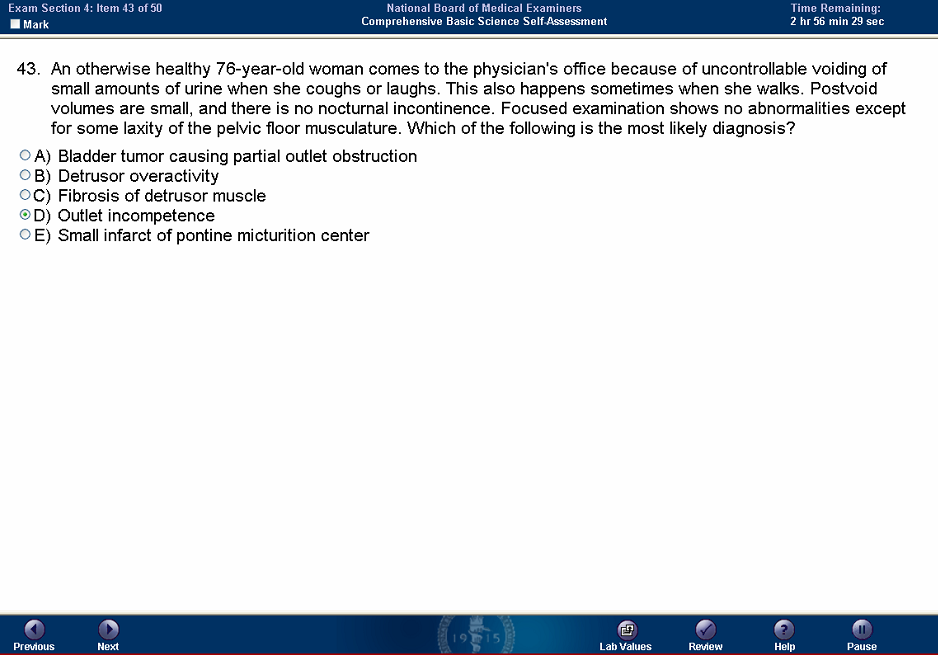 Exam Section 4: Item 43 of 50
National Board of Medical Examiners
Time Remaining:
Mark
Comprehensive Basic Science Self-Assessment
2 hr 56 min 29 sec
43. An otherwise healthy 76-year-old woman comes to the physician's office because of uncontrollable voiding of
small amounts of urine when she coughs or laughs. This also happens sometimes when she walks. Postvoid
volumes are small, and there is no nocturnal incontinence. Focused examination shows no abnormalities except
for some laxity of the pelvic floor musculature. Which of the following is the most likely diagnosis?
A) Bladder tumor causing partial outlet obstruction
B) Detrusor overactivity
C) Fibrosis of detrusor muscle
D) Outlet incompetence
E) Small infarct of pontine micturition center
1915
Previous
Next
Lab Values
Review
Help
Pause